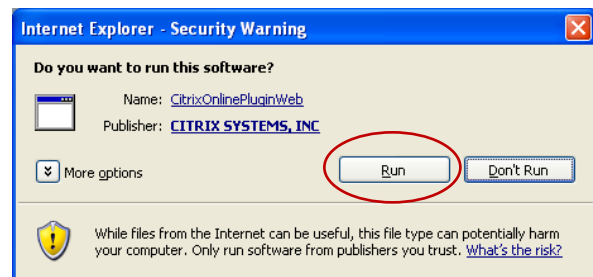 Internet Explorer - Security Warning
Do you want to run this software?
Name: CitrixOnlinePluginWeb
Publisher: CITRIX SYSTEMS, INC
More options
Run
Don't Run
While files from the Internet can be useful, this file type can potentially harm
your computer. Only run software from publishers you trust. What's the risk?